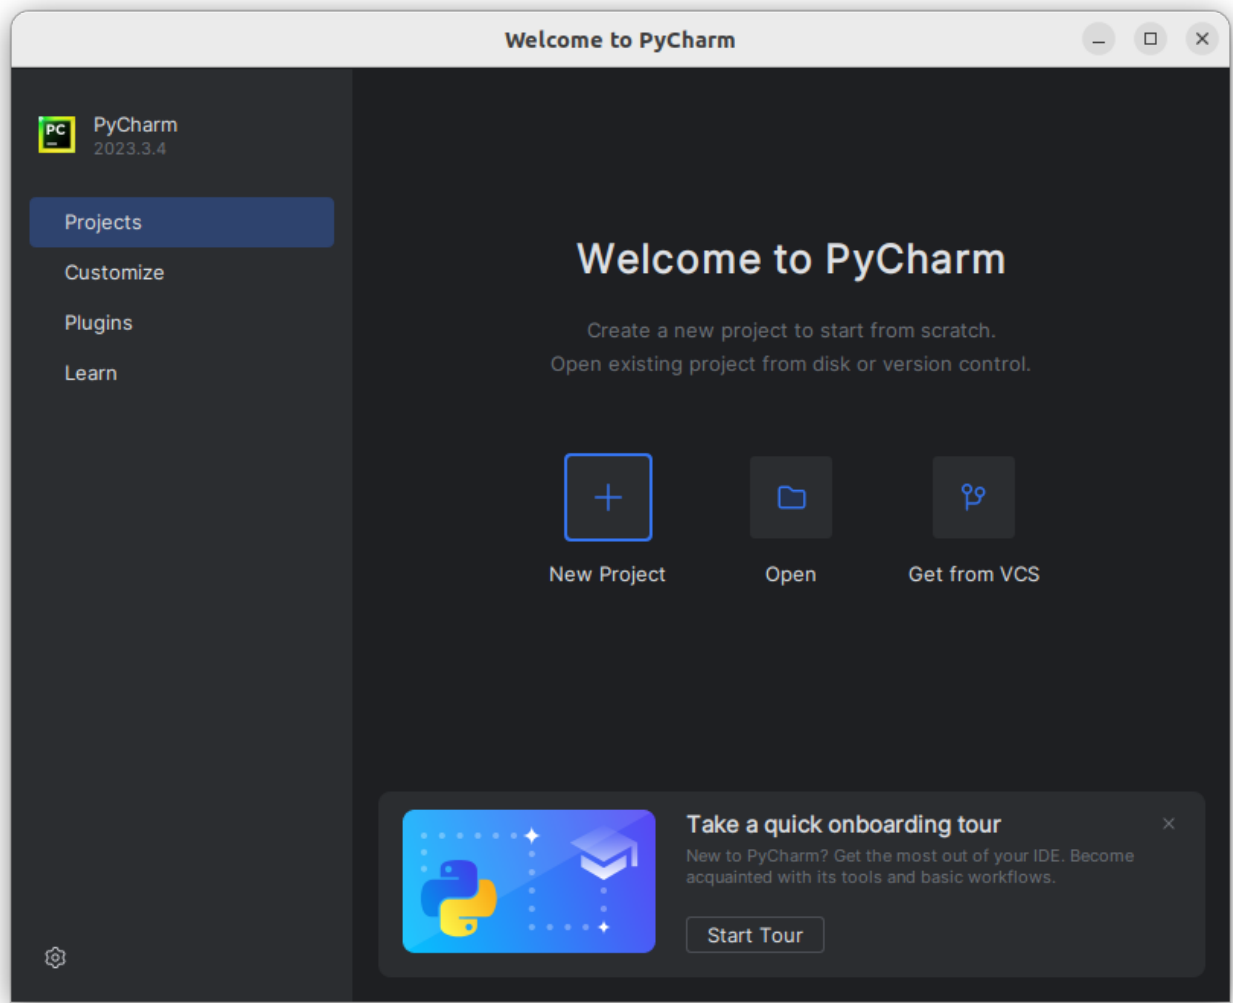 Welcome to PyCharm
PC
PyCharm
2023.3.4
Projects
Customize
Plugins
Learn
Welcome to PyCharm
Create a new project to start from scratch.
Open existing project from disk or version control.
New Project
Open
Get from VCS
Take a quick onboarding tour
New to PyCharm? Get the most out of your IDE. Become
acquainted with its tools and basic workflows.
Start Tour